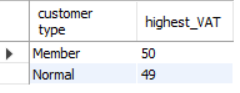 customer type highest_VAT
Member 50
Normal 49